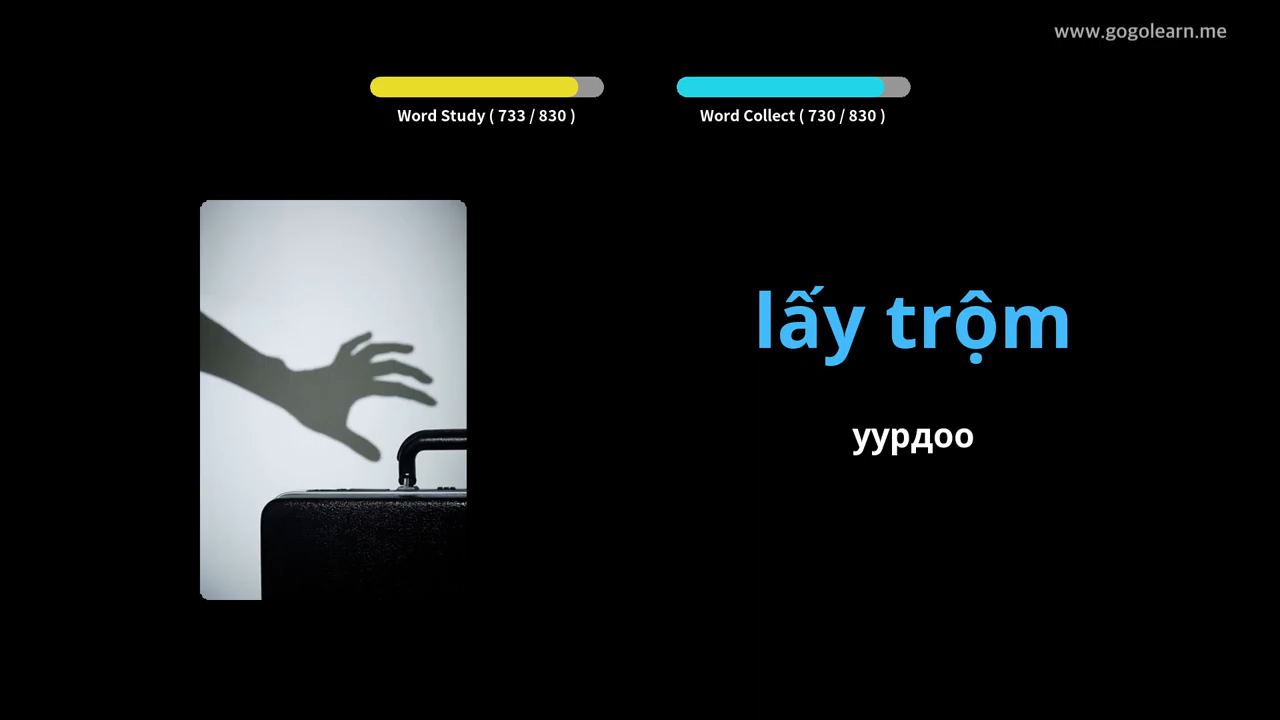 www.gogolearn.me
Word Study ( 733 / 830 )
Word Collect ( 730 / 830 )
lấy trộm
уурдоо